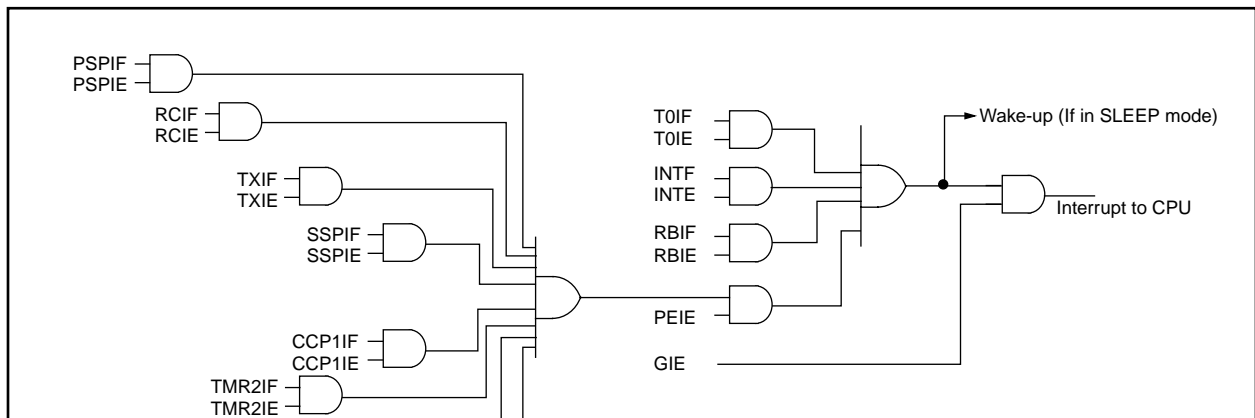 PSPIF
PSPIE
RCIF
RCIE
TXIF
TXIE
SSPIF
SSPIE
CCP1IF
CCP1IE
TMR2IF
TMR2IE
T0IF
T0IE
INTF
INTE
RBIF
RBIE
PEIE
GIE
Wake-up (If in SLEEP mode)
Interrupt to CPU